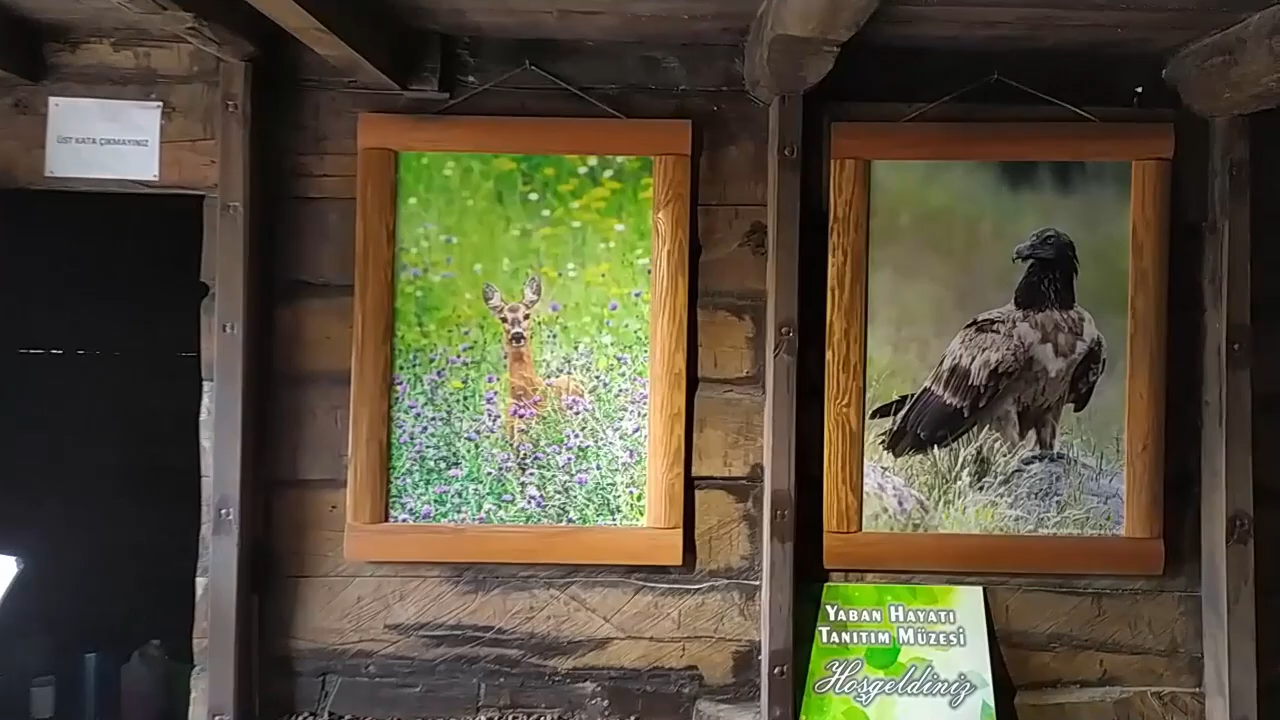 ÜST KATA ÇIKMAYINIZ
YABAN HAYATI
TANITIM MÜZESİ
Hoşgeldiniz